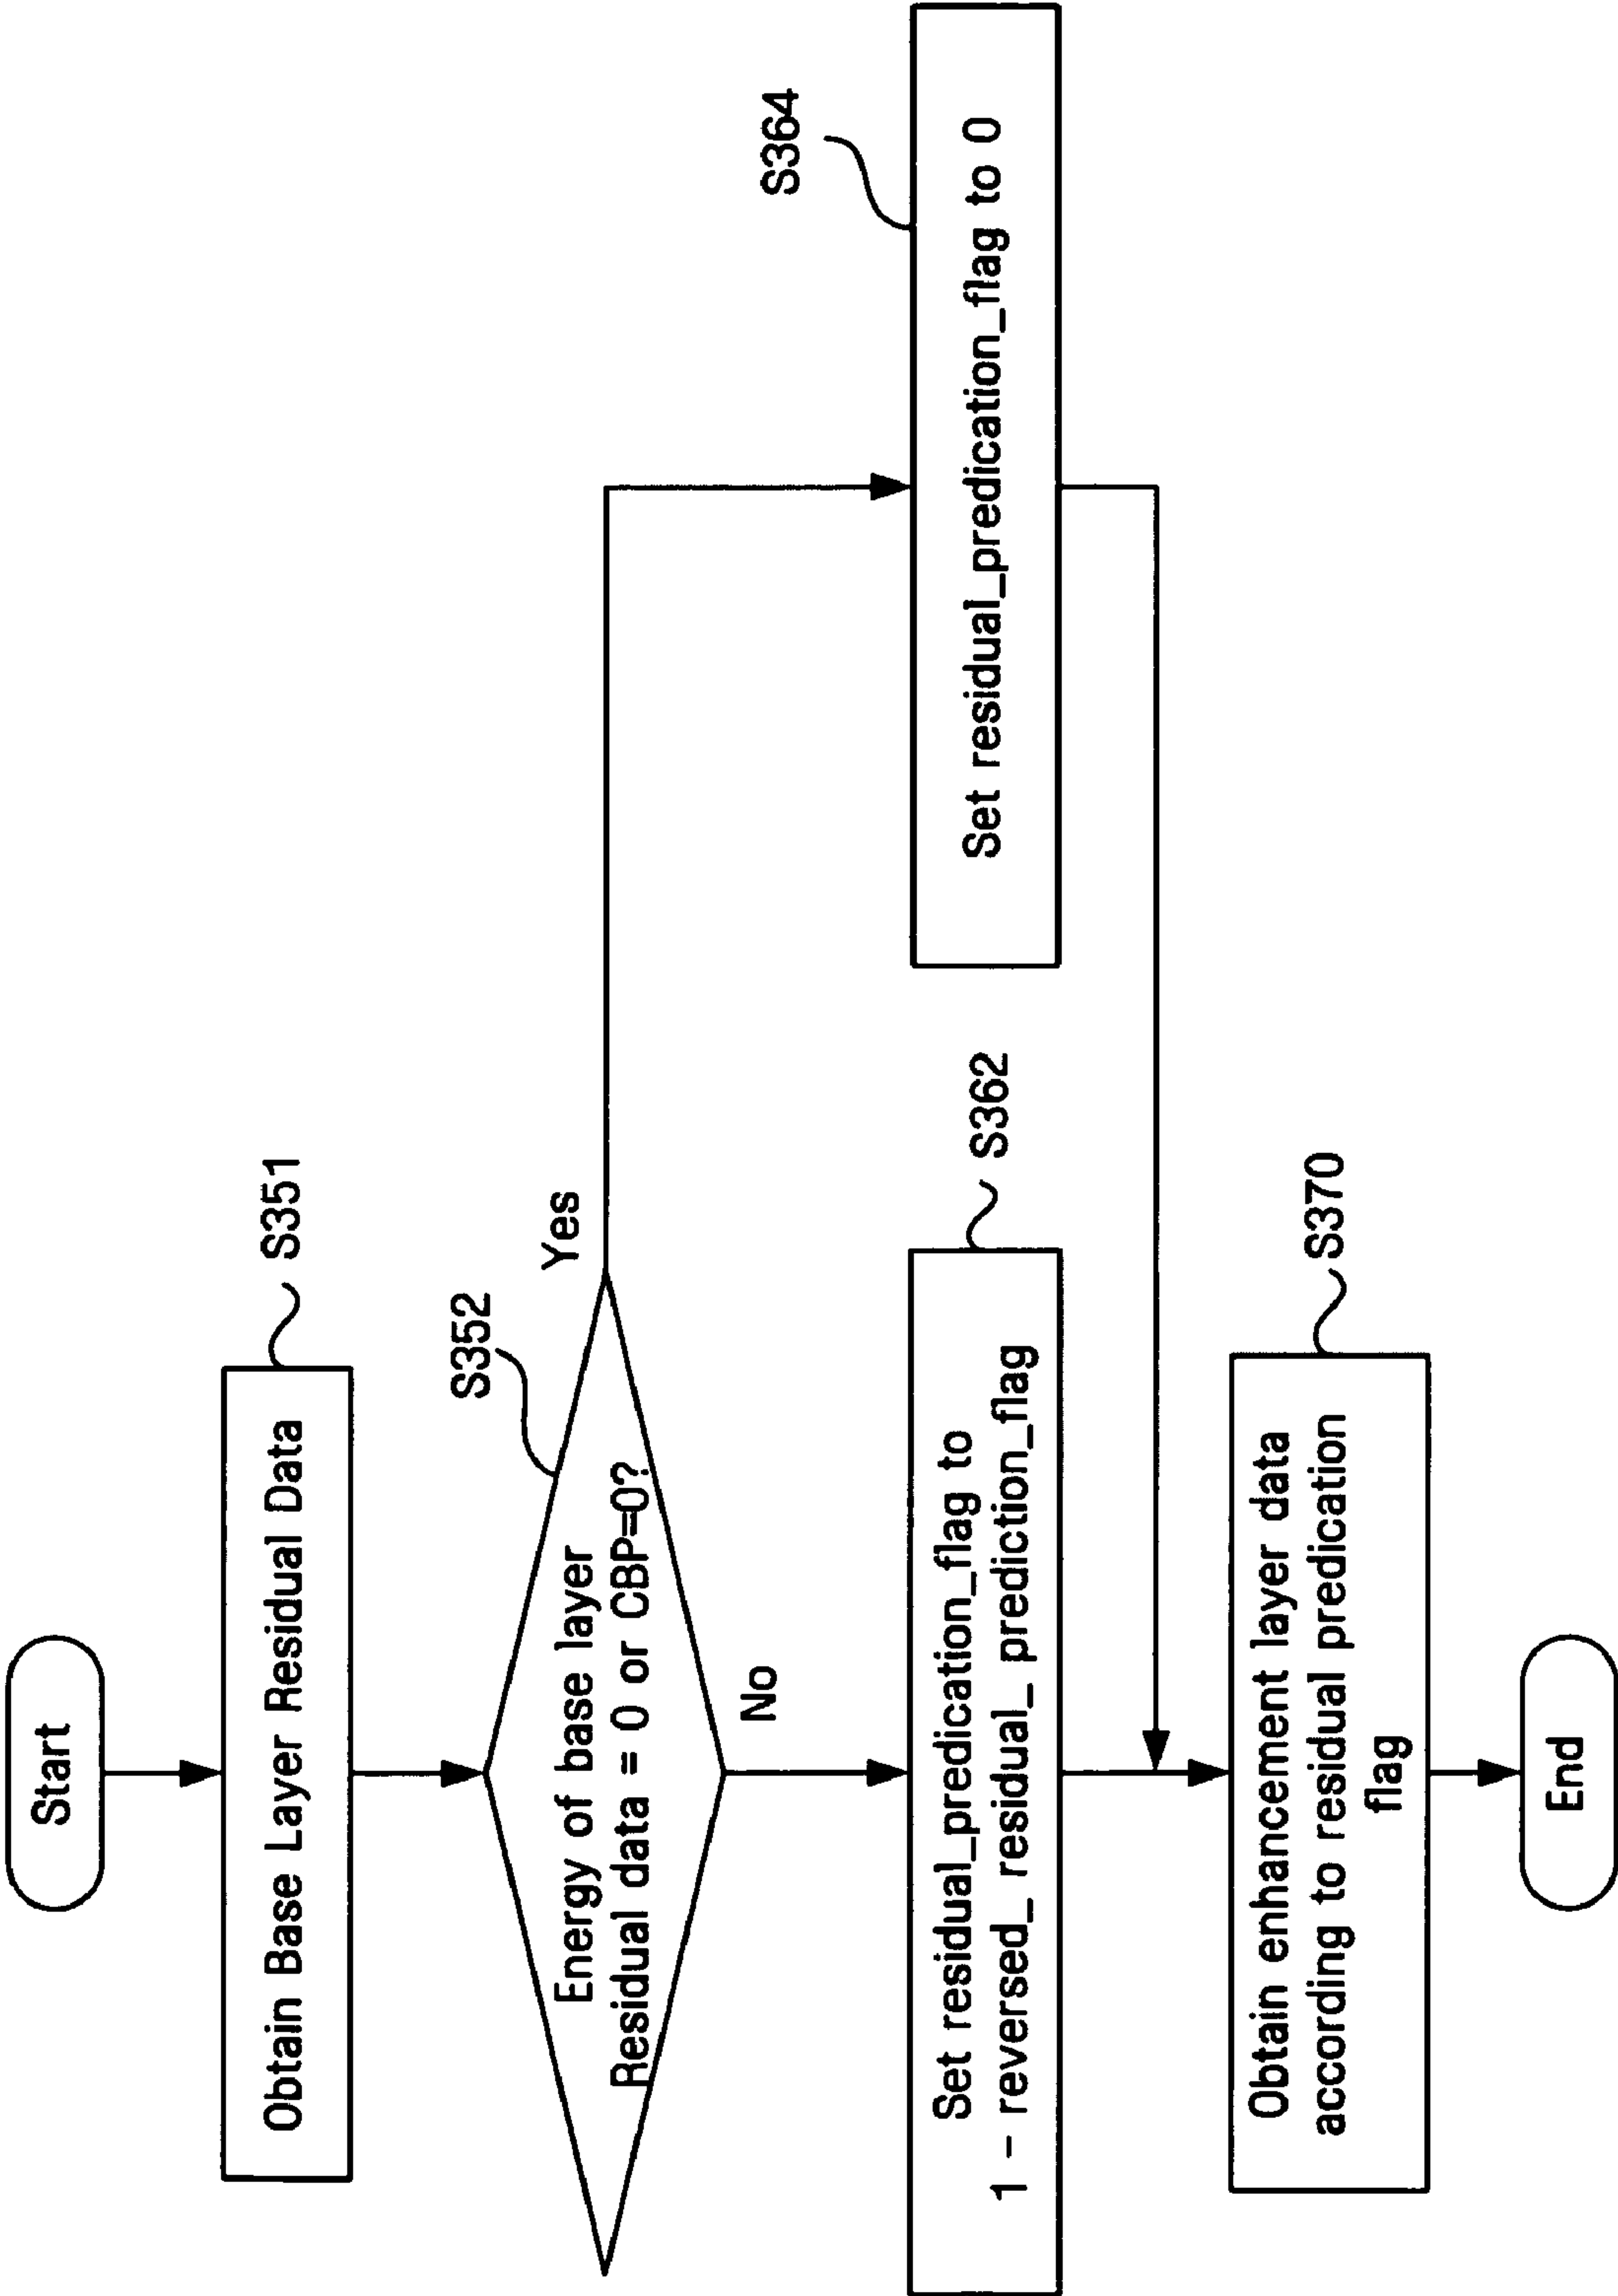 Start
Obtain Base Layer Residual Data
S351
S352
Energy of base layer
Residual data = 0 or CBP=0?
Yes
No
Set residual_predication_flag to
1 - reversed_ residual_ prediction_flag
S362
Set residual_predication_flag to 0
S364
Obtain enhancement layer data
according to residual predication
flag
S370
End